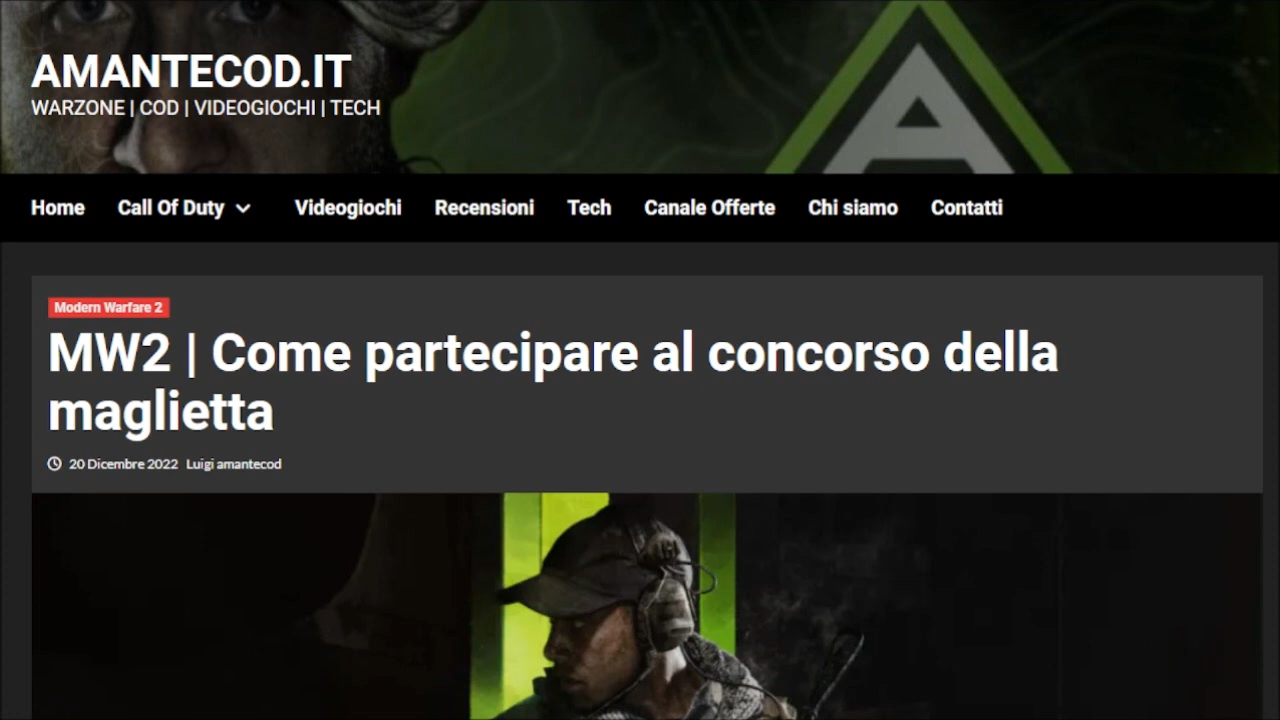 AMANTECOD.IT
WARZONE | COD | VIDEOGIOCHI | TECH
A
Home Call Of Duty Videogiochi Recensioni Tech Canale Offerte Chi siamo Contatti
Modern Warfare 2
MW2 | Come partecipare al concorso della
maglietta
20 Dicembre 2022 Luigi amantecod